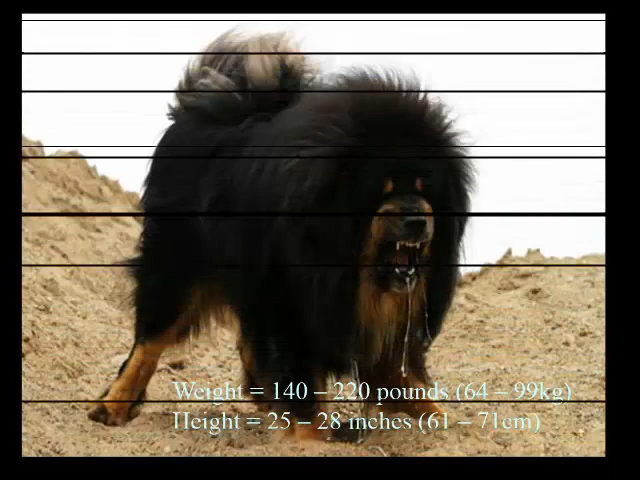 Weight = 140 – 220 pounds (64 – 99kg)
Height = 25 – 28 inches (61 – 71cm)